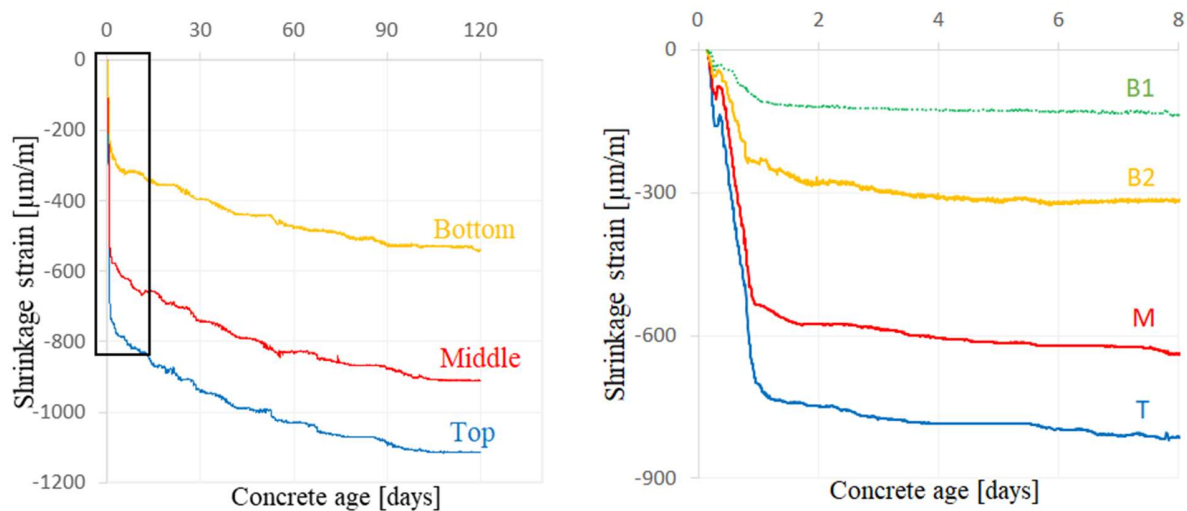 0 30 60 90 120
0
-200
-400
-600
-800
-1000
-1200
Shrinkage strain [µm/m]
Bottom
Middle
Top
Concrete age [days]
0 2 4 6 8
0
-300
-600
-900
Shrinkage strain [µm/m]
B1
B2
M
T
Concrete age [days]